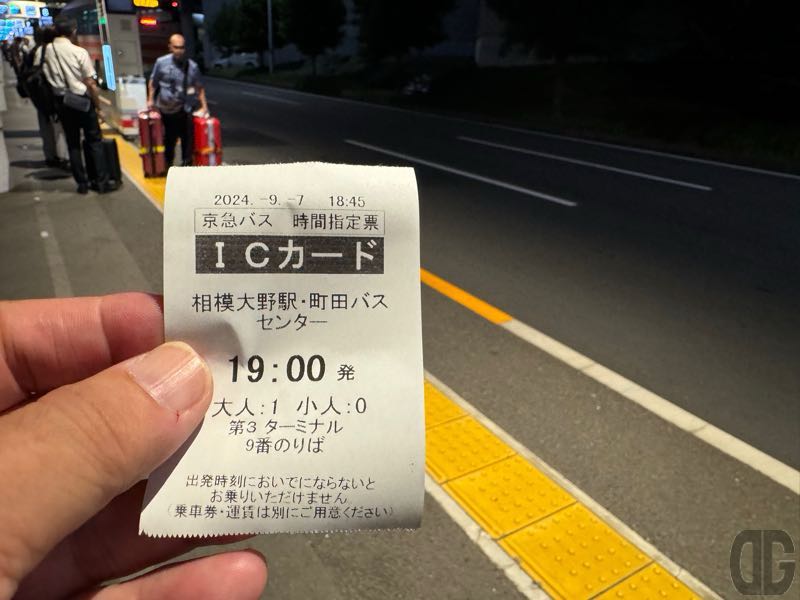 2024.-9.-7 18:45
京急バス 時間指定票
ICカード
相模大野駅・町田バス
センター
19:00 発
大人:1 小人:0
第3 ターミナル
9番のりば
出発時刻においでにならないと
お乗りいただけません
(乗車券・運賃は別にご用意ください)
DG